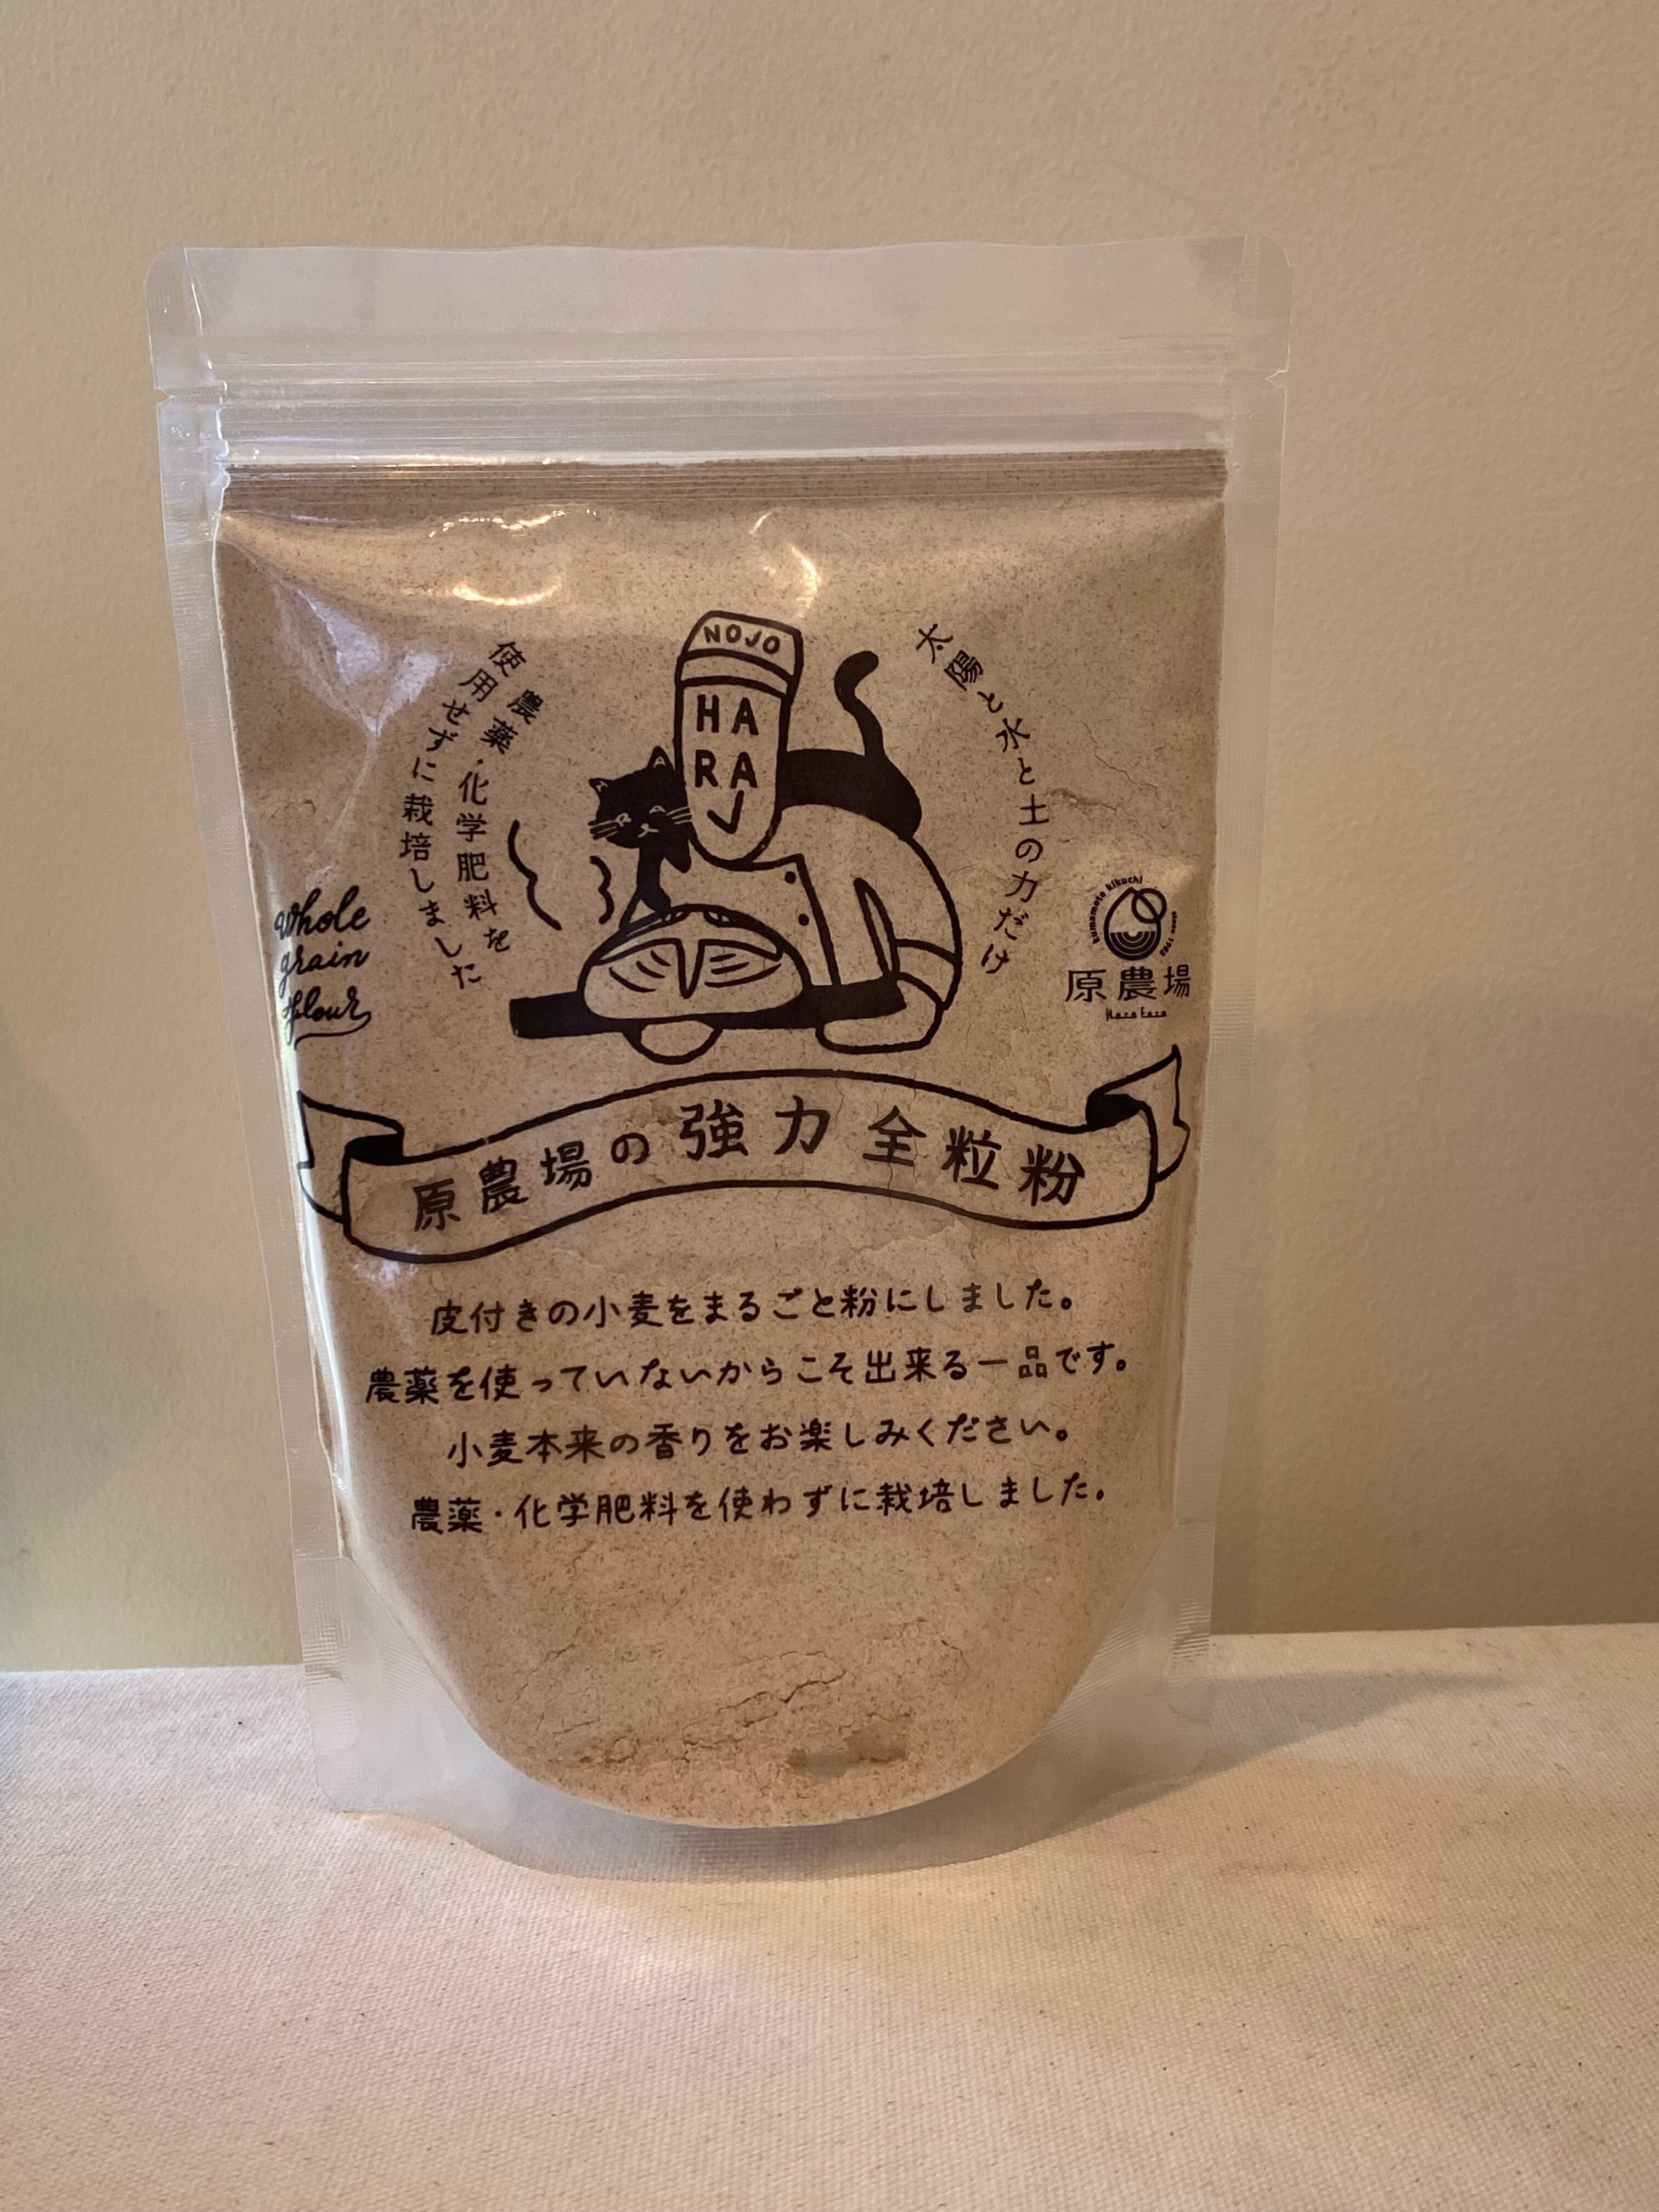 NOJO
HA
RA
農薬・化学肥料を
使用せずに栽培しました
太陽と水と土の力だけ
whole
grain
flour
kumamoto kikuchi
原農場
Hara Farm
原農場の強力全粒粉
皮付きの小麦をまるごと粉にしました。
農薬を使っていないからこそ出来る一品です。
小麦本来の香りをお楽しみください。
農薬・化学肥料を使わずに栽培しました。